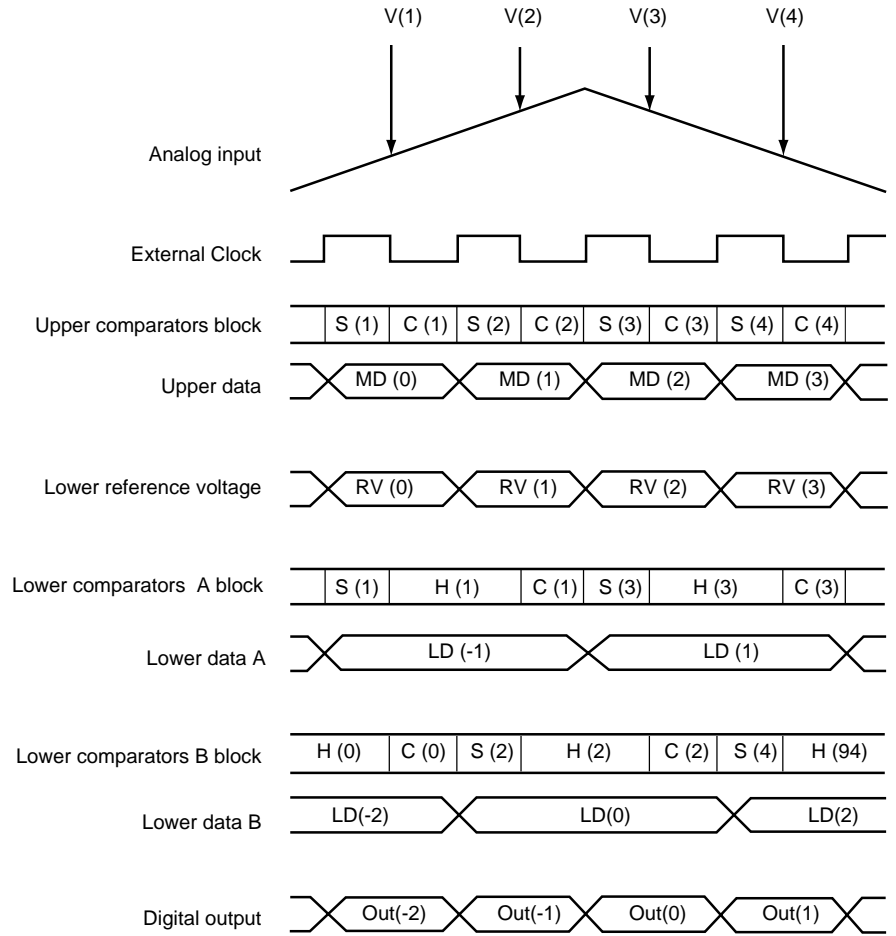 V(1) V(2) V(3) V(4)
Analog input
External Clock
Upper comparators block S (1) C (1) S (2) C (2) S (3) C (3) S (4) C (4)
Upper data MD (0) MD (1) MD (2) MD (3)
Lower reference voltage RV (0) RV (1) RV (2) RV (3)
Lower comparators A block S (1) H (1) C (1) S (3) H (3) C (3)
Lower data A LD (-1) LD (1)
Lower comparators B block H (0) C (0) S (2) H (2) C (2) S (4) H (94)
Lower data B LD(-2) LD(0) LD(2)
Digital output Out(-2) Out(-1) Out(0) Out(1)